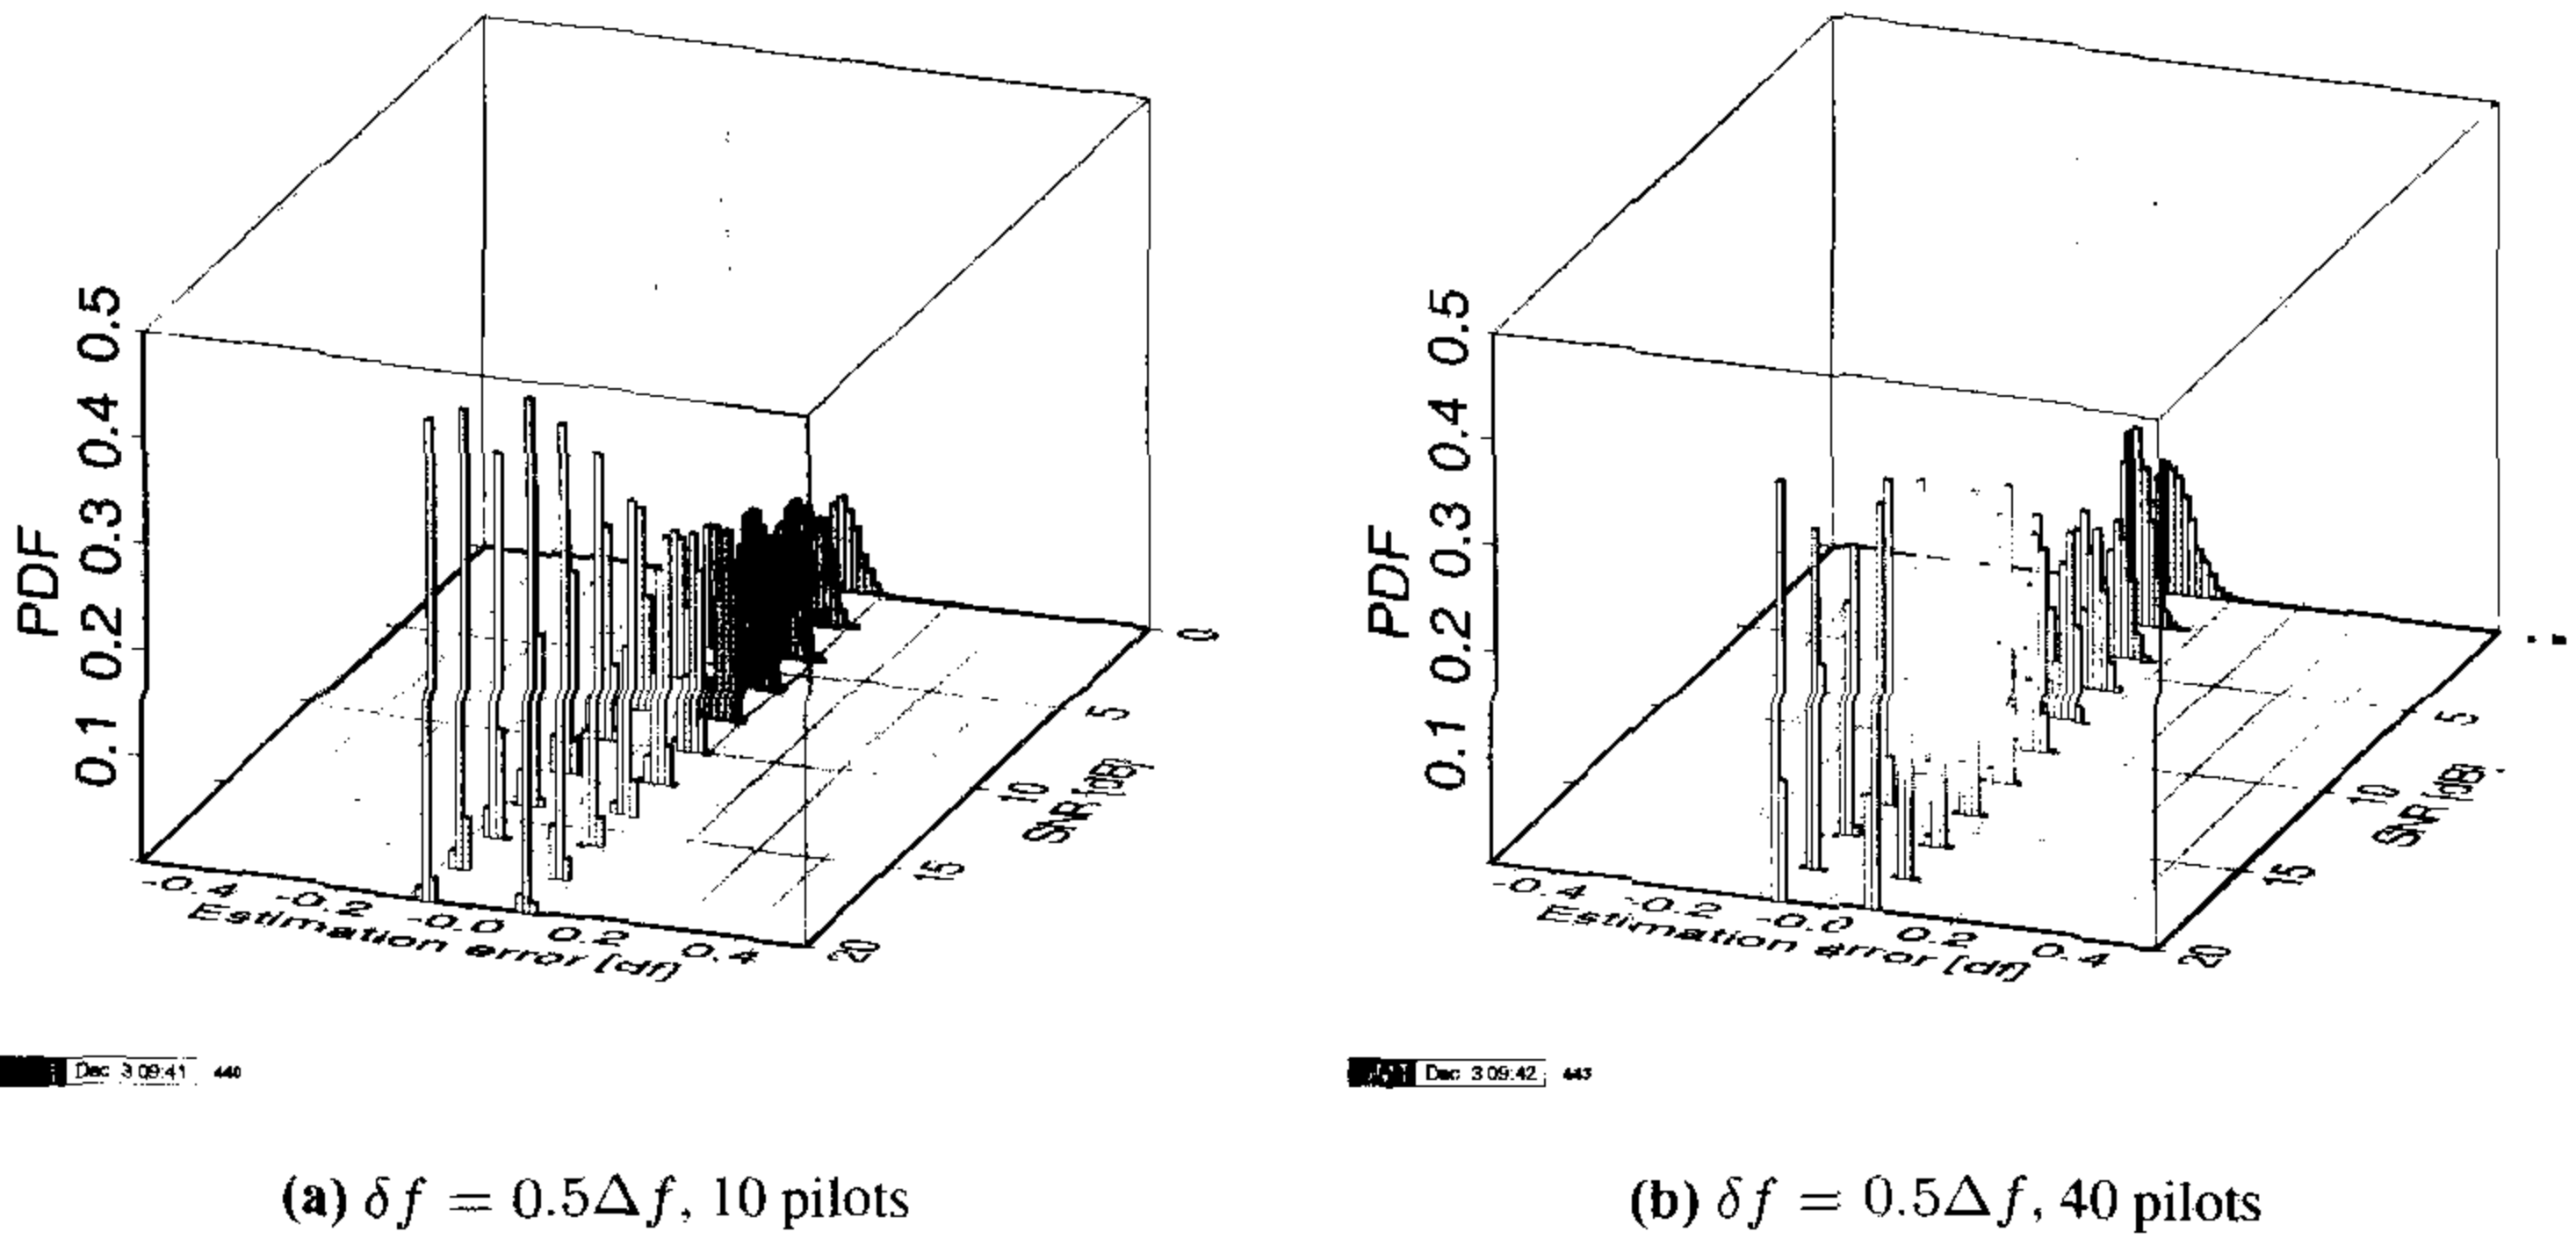 PDF
0.1 0.2 0.3 0.4 0.5
-0.4 -0.2 -0.0 0.2 0.4
Estimation error [df]
0
5
10
15
20
SNR [dB]
Dec 3 09:41 440
(a) δf = 0.5Δf, 10 pilots
PDF
0.1 0.2 0.3 0.4 0.5
-0.4 -0.2 -0.0 0.2 0.4
Estimation error [df]
5
10
15
20
SNR [dB]
Dec 3 09:42 443
(b) δf = 0.5Δf, 40 pilots